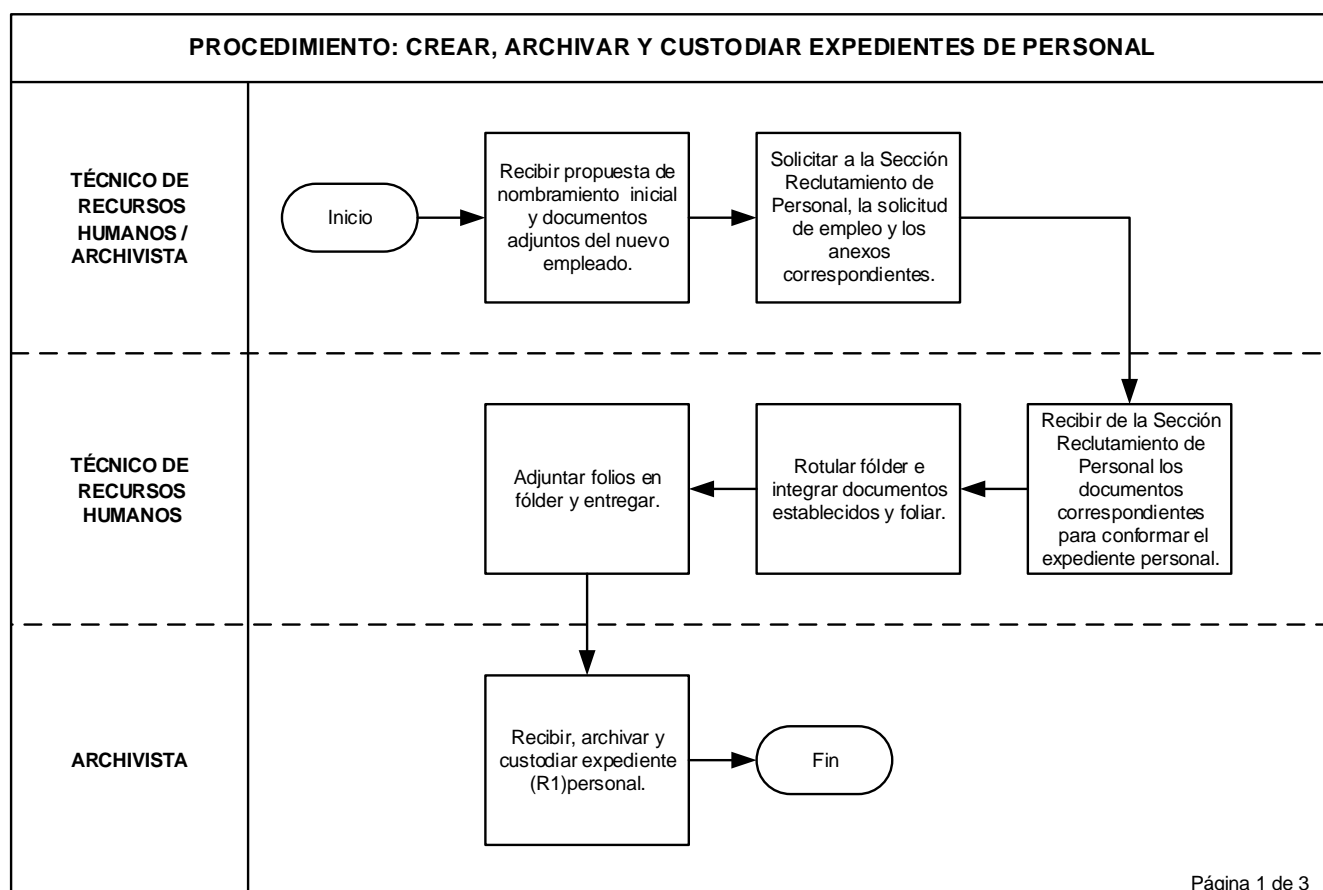 PROCEDIMIENTO: CREAR, ARCHIVAR Y CUSTODIAR EXPEDIENTES DE PERSONAL
TÉCNICO DE
RECURSOS
HUMANOS /
ARCHIVISTA
Inicio
Recibir propuesta de
nombramiento inicial
y documentos
adjuntos del nuevo
empleado.
Solicitar a la Sección
Reclutamiento de
Personal, la solicitud
de empleo y los
anexos
correspondientes.
TÉCNICO DE
RECURSOS
HUMANOS
Recibir de la Sección
Reclutamiento de
Personal los
documentos
correspondientes
para conformar el
expediente personal.
Rotular fólder e
integrar documentos
establecidos y foliar.
Adjuntar folios en
fólder y entregar.
ARCHIVISTA
Recibir, archivar y
custodiar expediente
(R1)personal.
Fin
Página 1 de 3